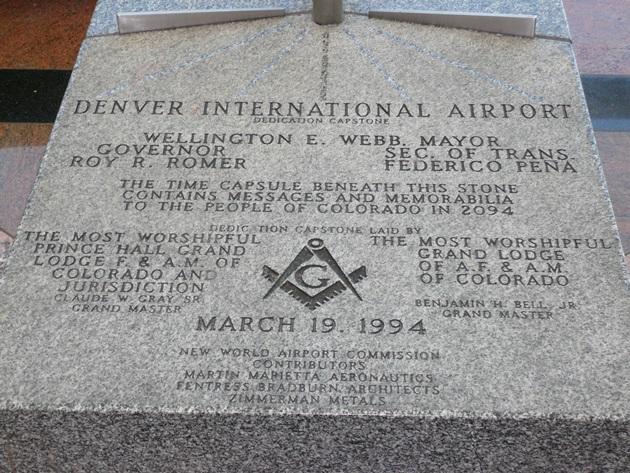 DENVER INTERNATIONAL AIRPORT
DEDICATION CAPSTONE
WELLINGTON E. WEBB, MAYOR
GOVERNOR
ROY R. ROMER
SEC. OF TRANS.
FEDERICO PEÑA
THE TIME CAPSULE BENEATH THIS STONE
CONTAINS MESSAGES AND MEMORABILIA
TO THE PEOPLE OF COLORADO IN 2094
DEDICATION CAPSTONE LAID BY
THE MOST WORSHIPFUL
PRINCE HALL GRAND
LODGE F. & A.M. OF
COLORADO AND
JURISDICTION
CLAUDE W. GRAY SR.
GRAND MASTER
G
THE MOST WORSHIPFUL
GRAND LODGE
OF A.F. & A.M.
OF COLORADO
BENJAMIN H. BELL, JR
GRAND MASTER
MARCH 19, 1994
NEW WORLD AIRPORT COMMISSION
CONTRIBUTORS
MARTIN MARIETTA AERONAUTICS
FENTRESS BRADBURN ARCHITECTS
ZIMMERMAN METALS